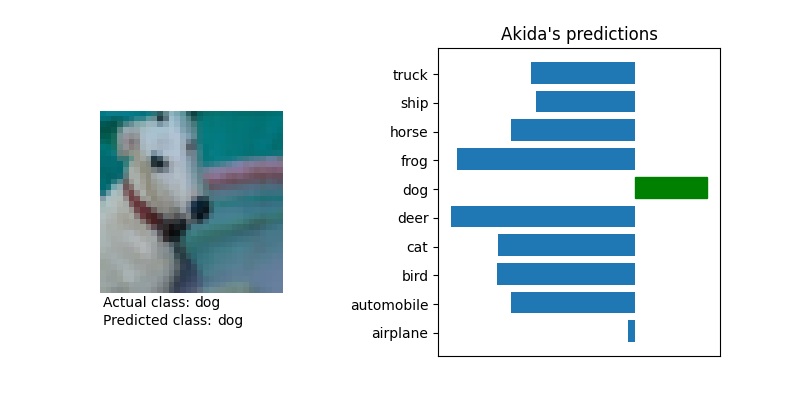 Akida's predictions
truck
ship
horse
frog
dog
deer
cat
bird
automobile
airplane
Actual class: dog
Predicted class: dog